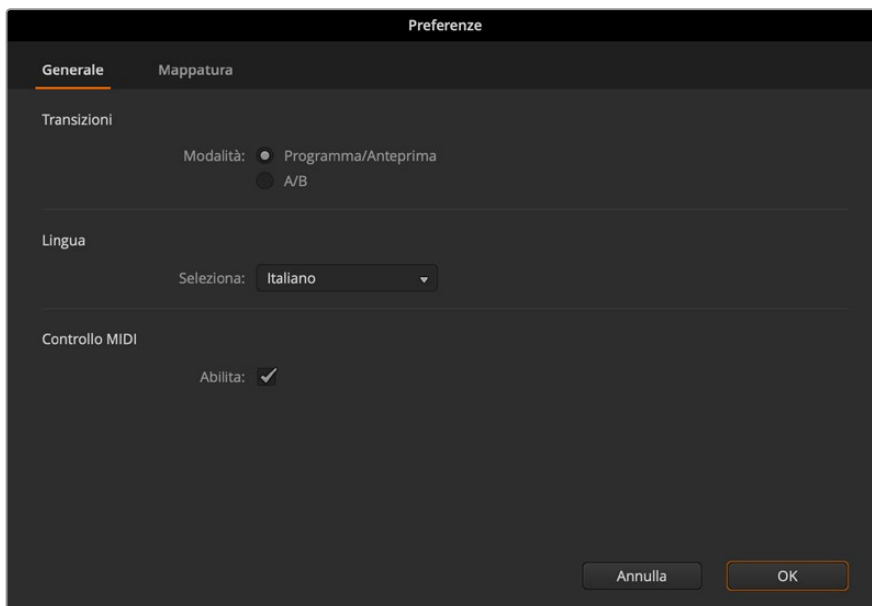 Preferenze
Generale Mappatura
Transizioni
Modalità: Programma/Anteprima
A/B
Lingua
Seleziona: Italiano
Controllo MIDI
Abilita:
Annulla OK